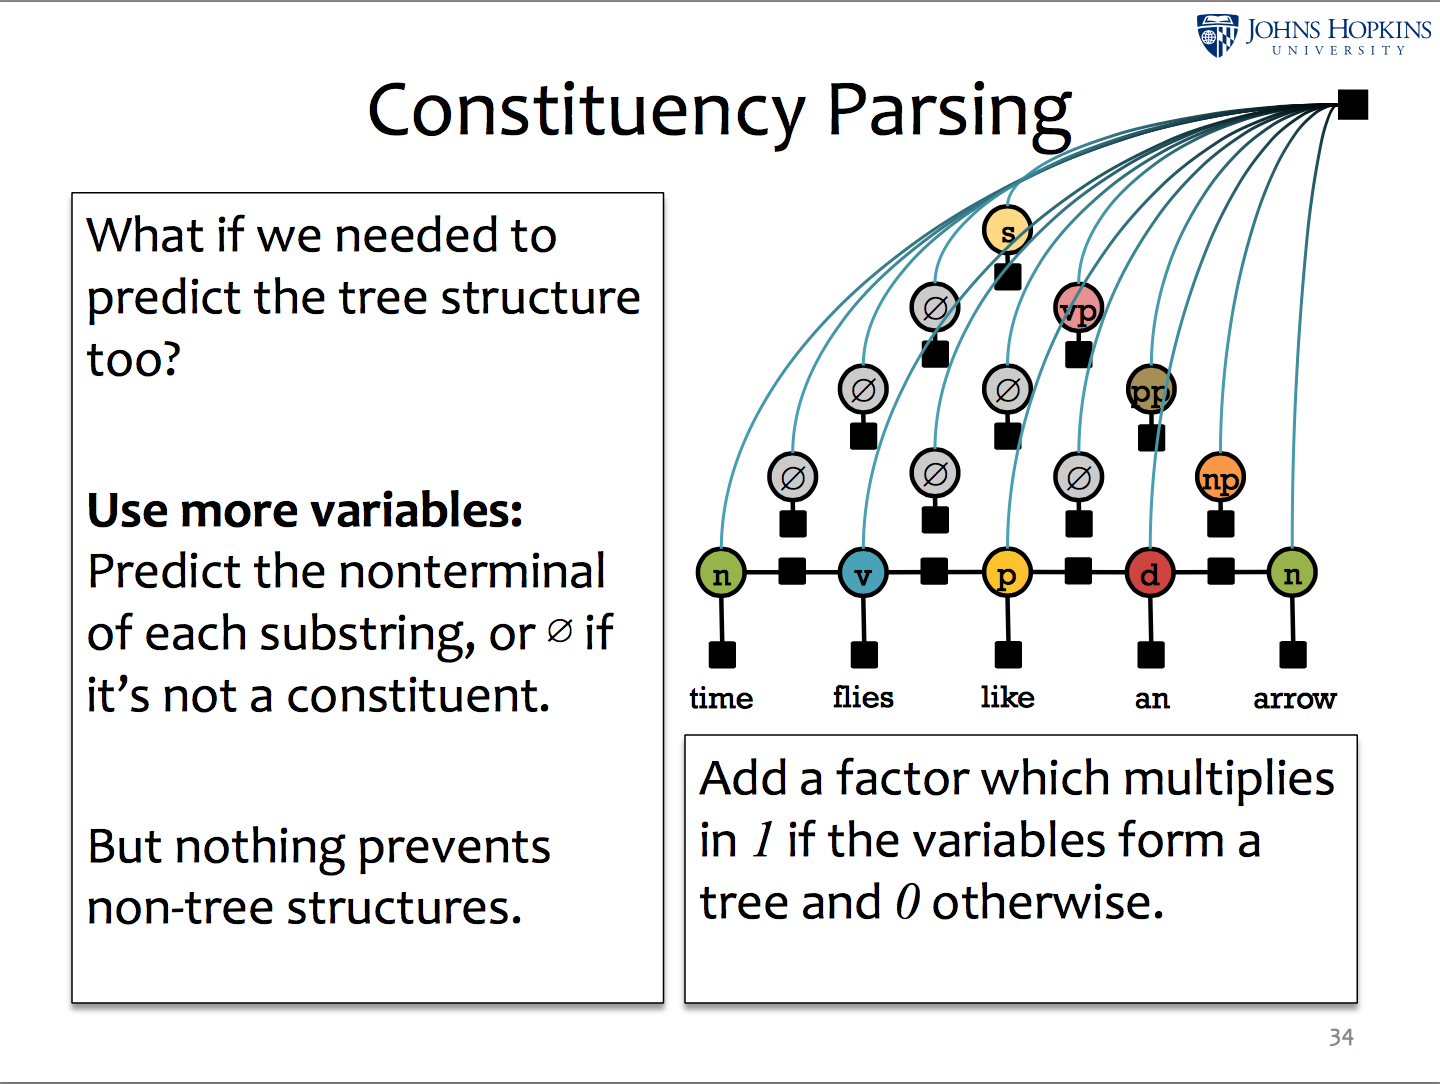 JOHNS HOPKINS
UNIVERSITY
Constituency Parsing
What if we needed to
predict the tree structure
too?
Use more variables:
Predict the nonterminal
of each substring, or ∅ if
it's not a constituent.
But nothing prevents
non-tree structures.
s
∅ vp
∅ ∅ pp
∅ ∅ ∅ np
n v p d n
time flies like an arrow
Add a factor which multiplies
in 1 if the variables form a
tree and 0 otherwise.
34